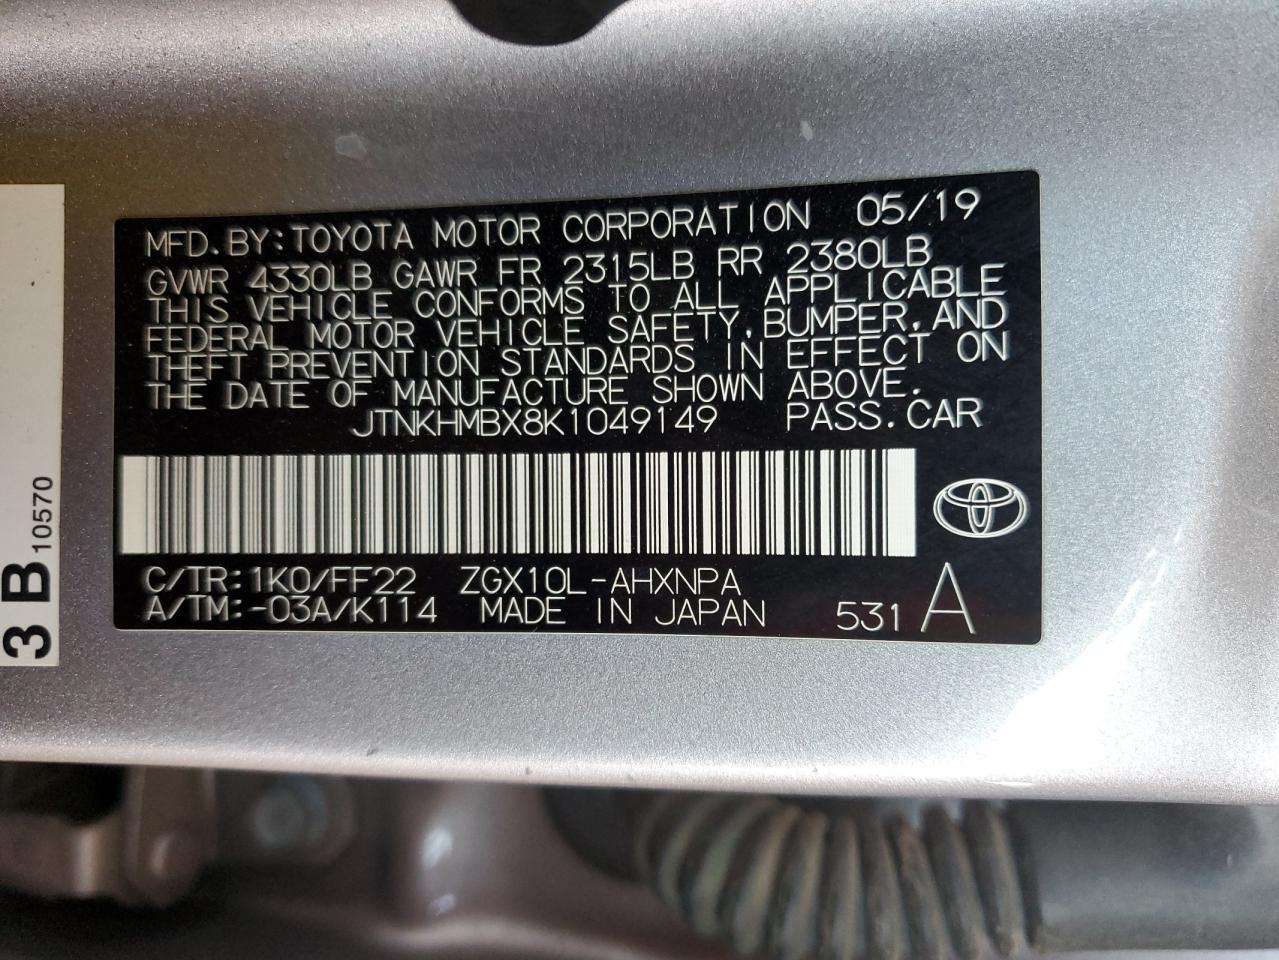 MFD. BY: TOYOTA MOTOR CORPORATION 05/19
GVWR 4330LB GAWR FR 2315LB RR 2380LB
THIS VEHICLE CONFORMS TO ALL APPLICABLE
FEDERAL MOTOR VEHICLE SAFETY, BUMPER, AND
THEFT PREVENTION STANDARDS IN EFFECT ON
THE DATE OF MANUFACTURE SHOWN ABOVE.
JTNKHMBX8K1049149 PASS. CAR
C/TR: 1K0/FF22 ZGX10L-AHXNPA
A/TM: -03A/K114 MADE IN JAPAN 531 A
3 B 10570